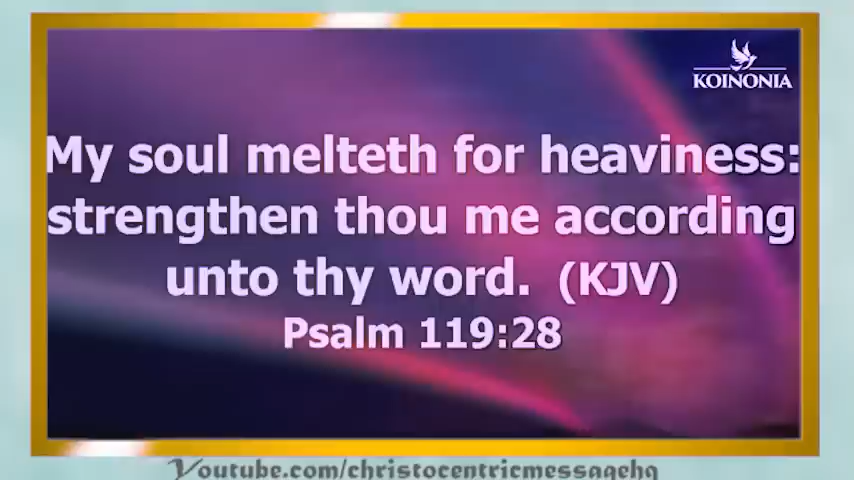 KOINONIA
My soul melteth for heaviness:
strengthen thou me according
unto thy word. (KJV)
Psalm 119:28
Youtube.com/christocentricmessagehq